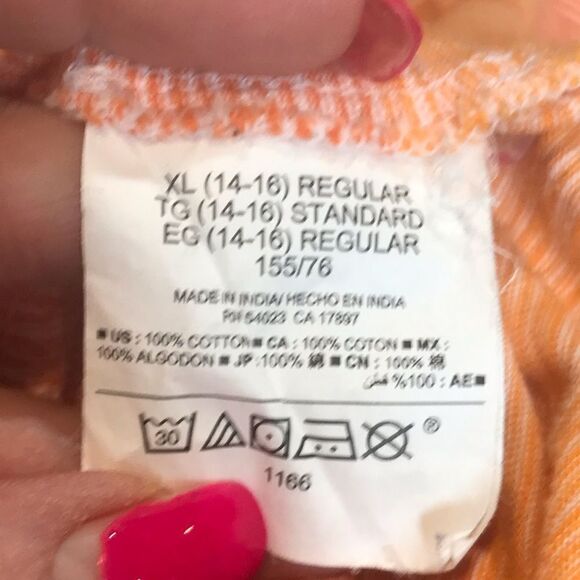 XL (14-16) REGULAR
TG (14-16) STANDARD
EG (14-16) REGULAR
155/76
MADE IN INDIA/ HECHO EN INDIA
RN 54023 CA 17897
■ US : 100% COTTON ■ CA : 100% COTON ■ MX :
100% ALGODON ■ JP :100% 綿 ■ CN : 100% 棉
■AE : 100% قطن
30
®
1166